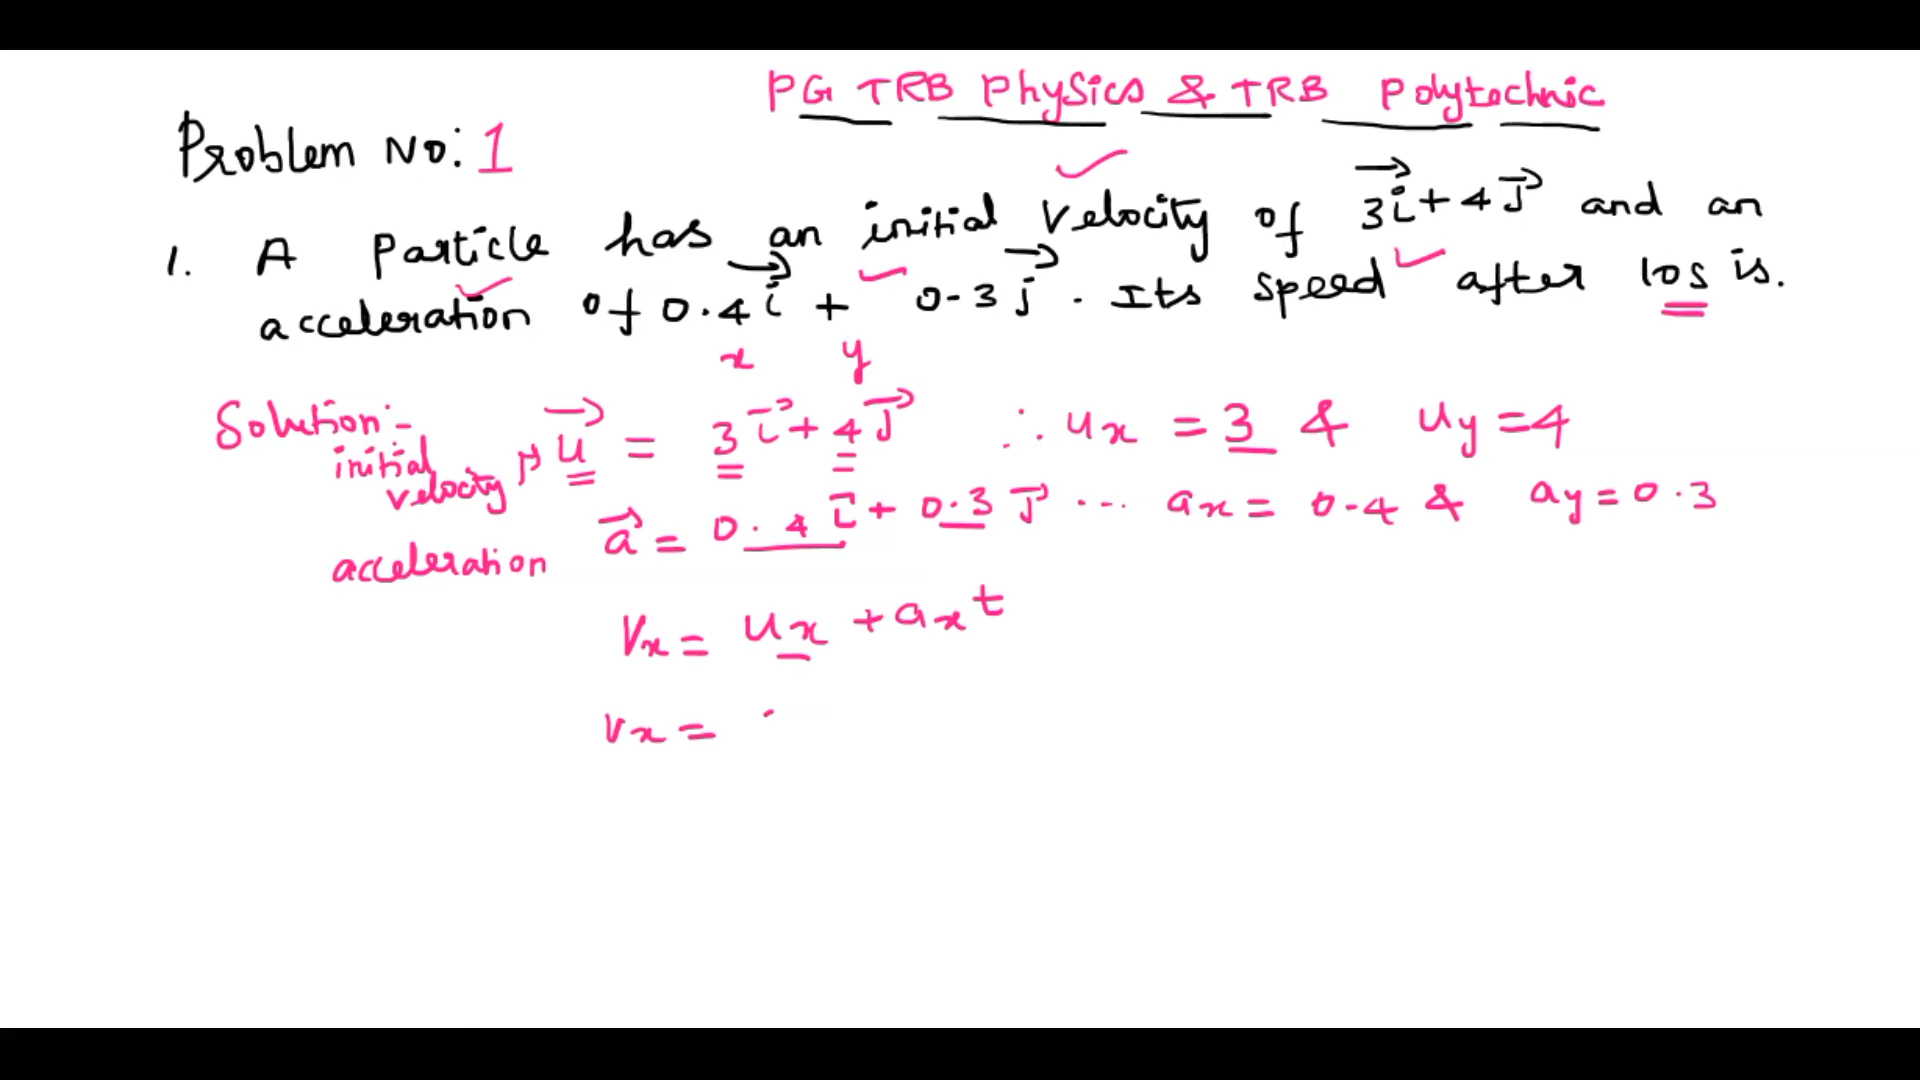 PG TRB Physics & TRB Polytechnic
Problem No: 1
1. A Particle has an initial velocity of 3i + 4J and an
acceleration of 0.4i + 0.3j. Its speed after 10s is.
x y
Solution:-
initial velocity, u = 3i + 4J ∴ ux = 3 & uy = 4
acceleration a = 0.4i + 0.3J ... ax = 0.4 & ay = 0.3
Vx = ux + axt
Vx =